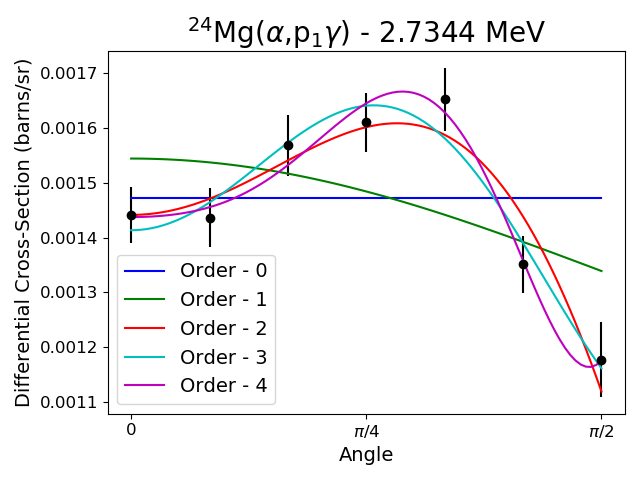 ²⁴Mg(α,p₁γ) - 2.7344 MeV
Differential Cross-Section (barns/sr)
0.0017
0.0016
0.0015
0.0014
0.0013
0.0012
0.0011
Order - 0
Order - 1
Order - 2
Order - 3
Order - 4
0
π/4
π/2
Angle